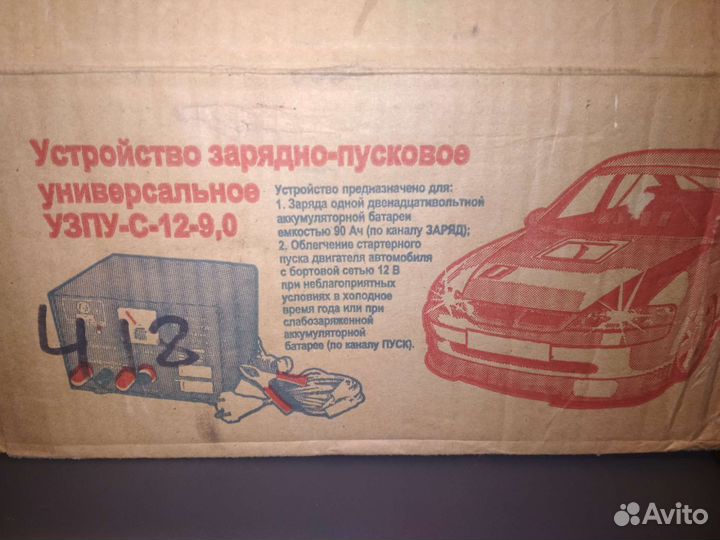 Устройство зарядно-пусковое
универсальное
УЗПУ-С-12-9,0
Устройство предназначено для:
1. Заряда одной двенадцативольтной
аккумуляторной батареи
емкостью 90 Ач (по каналу ЗАРЯД);
2. Облегчение стартерного
пуска двигателя автомобиля
с бортовой сетью 12 В
при неблагоприятных
условиях в холодное
время года или при
слабозаряженной
аккумуляторной
батарее (по каналу ПУСК).
412
Avito